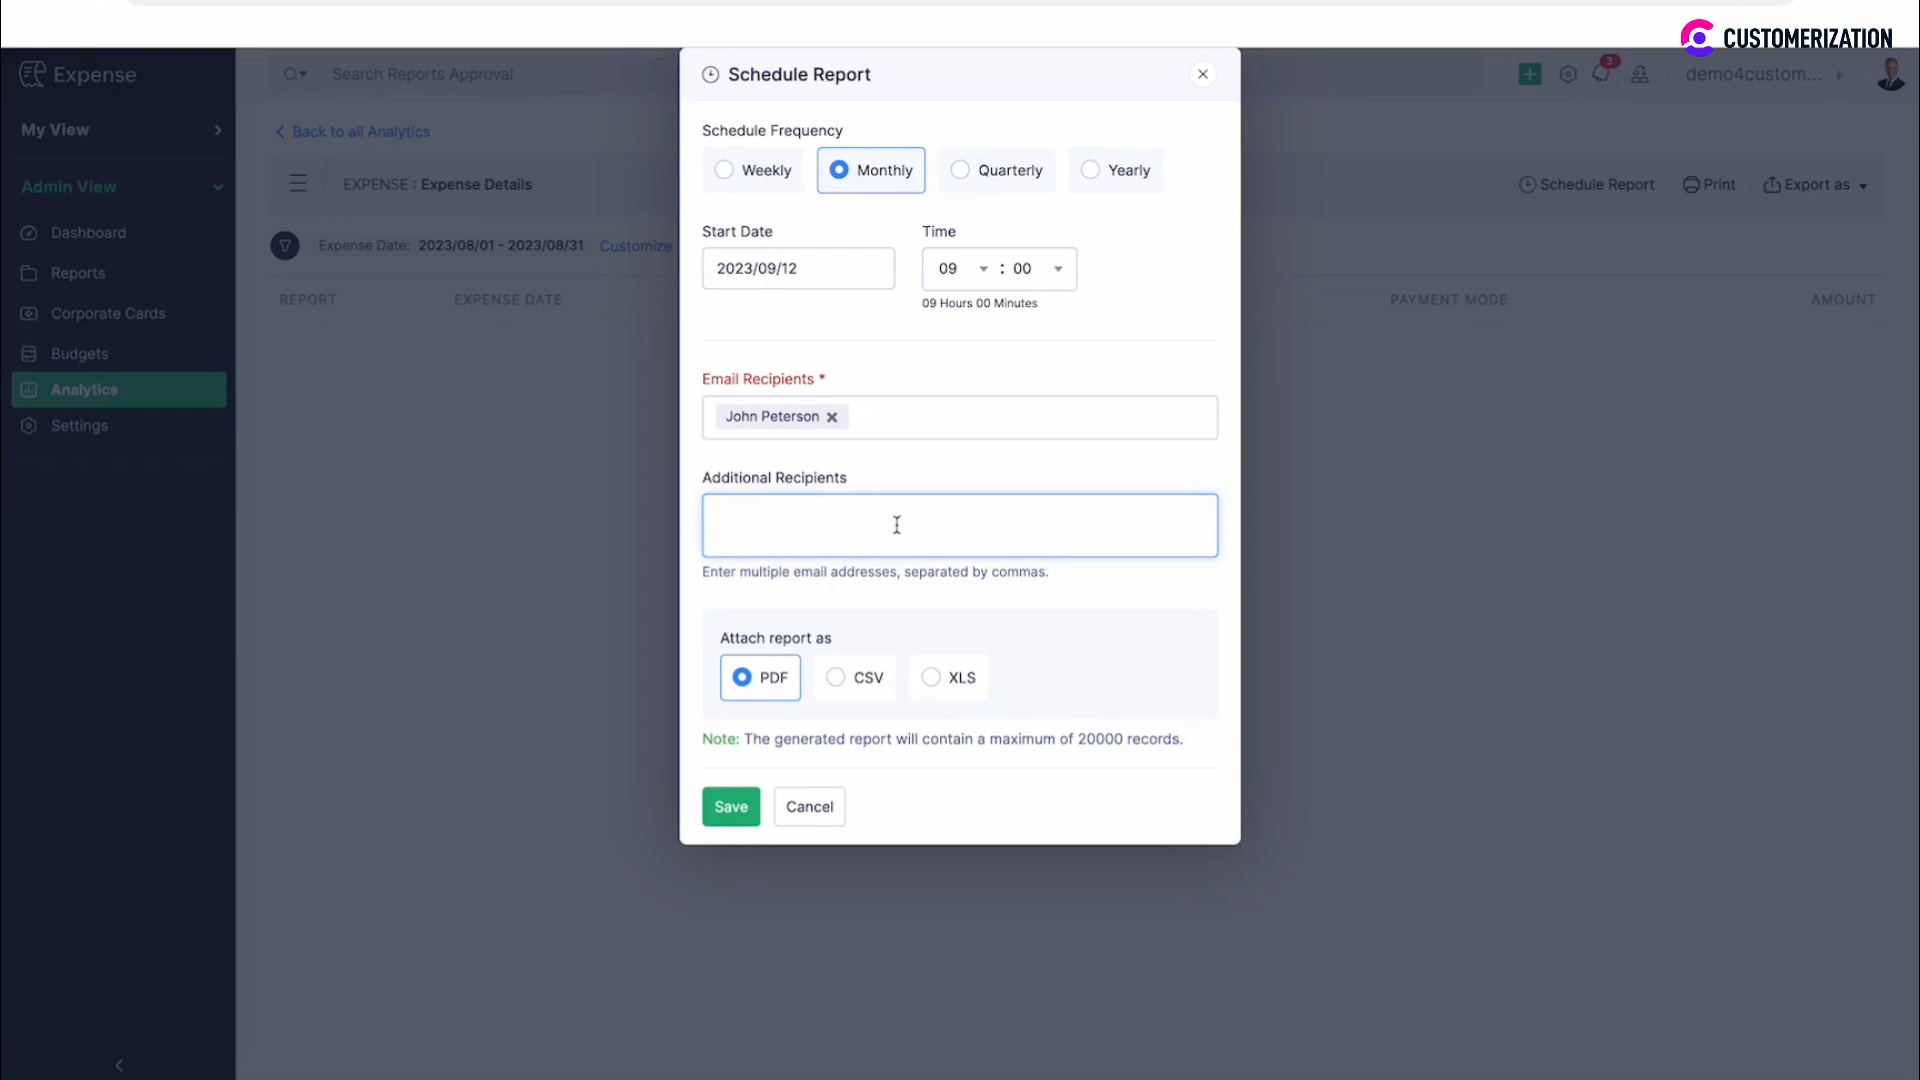 CUSTOMERIZATION
Expense
Search Reports Approval
demo4custom...
3
My View
Admin View
Dashboard
Reports
Corporate Cards
Budgets
Analytics
Settings
Back to all Analytics
EXPENSE : Expense Details
Schedule Report
Print
Export as
Expense Date: 2023/08/01 - 2023/08/31 Customize
REPORT EXPENSE DATE PAYMENT MODE AMOUNT
Schedule Report
Schedule Frequency
Weekly Monthly Quarterly Yearly
Start Date Time
2023/09/12 09 : 00
09 Hours 00 Minutes
Email Recipients *
John Peterson
Additional Recipients
Enter multiple email addresses, separated by commas.
Attach report as
PDF CSV XLS
Note: The generated report will contain a maximum of 20000 records.
Save Cancel